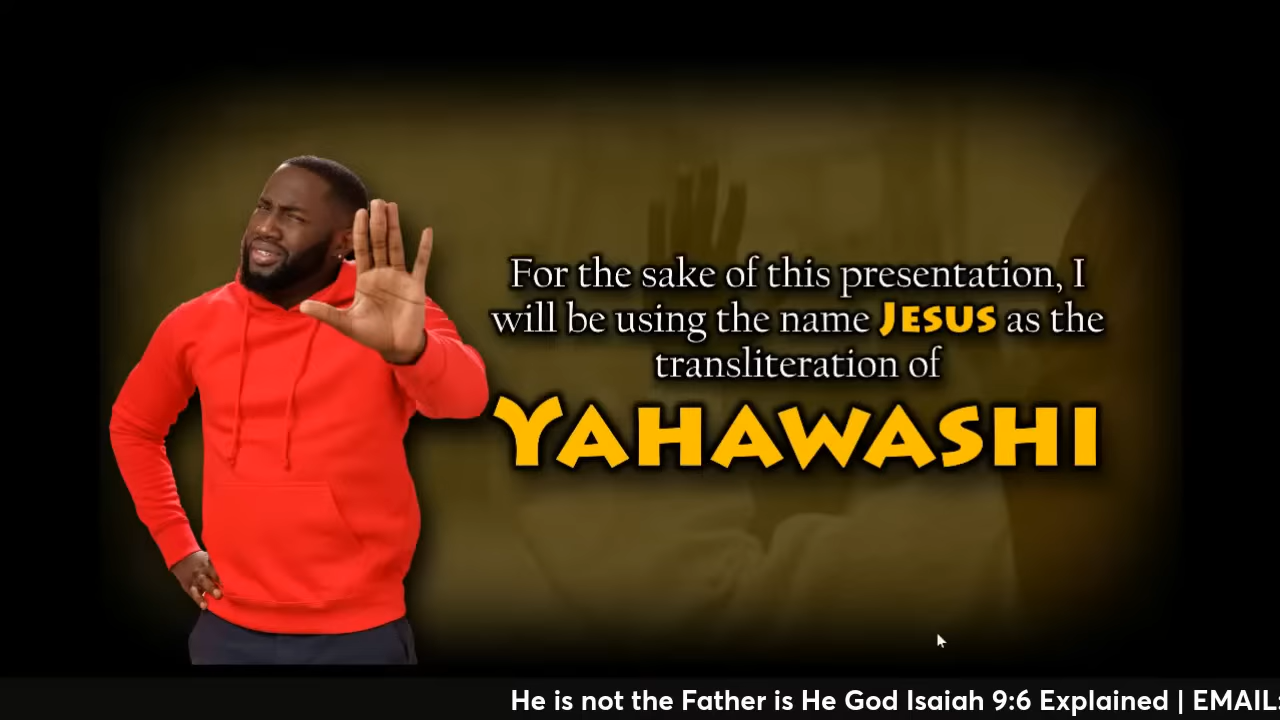 For the sake of this presentation, I
will be using the name JESUS as the
transliteration of
YAHAWASHI
He is not the Father is He God Isaiah 9:6 Explained | EMAIL: